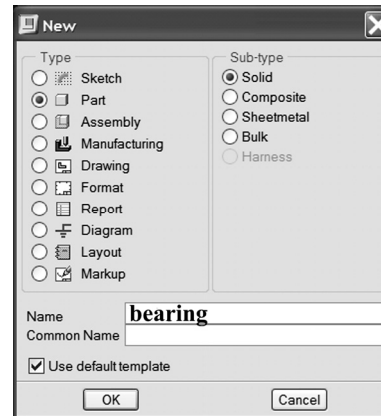 New
Type
Sketch
Part
Assembly
Manufacturing
Drawing
Format
Report
Diagram
Layout
Markup
Sub-type
Solid
Composite
Sheetmetal
Bulk
Harness
Name bearing
Common Name
Use default template
OK Cancel